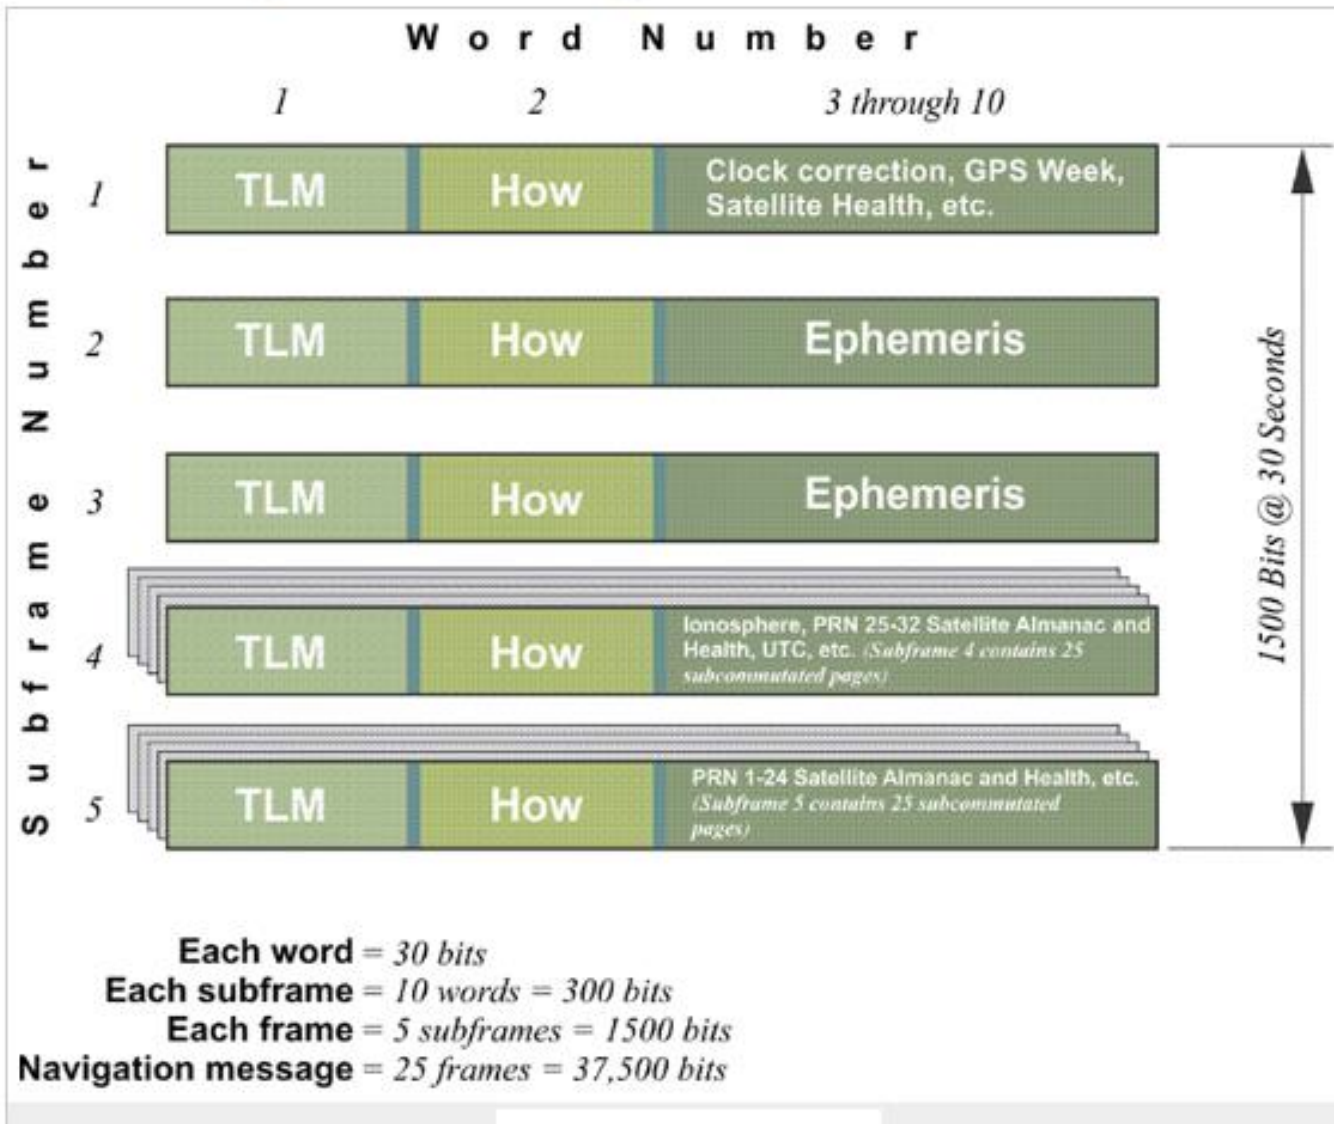 Word Number
1 2 3 through 10
Subframe Number
1 TLM How Clock correction, GPS Week,
Satellite Health, etc.
2 TLM How Ephemeris
3 TLM How Ephemeris
4 TLM How Ionosphere, PRN 25-32 Satellite Almanac and
Health, UTC, etc. (Subframe 4 contains 25
subcommutated pages)
5 TLM How PRN 1-24 Satellite Almanac and Health, etc.
(Subframe 5 contains 25 subcommutated
pages)
1500 Bits @ 30 Seconds
Each word = 30 bits
Each subframe = 10 words = 300 bits
Each frame = 5 subframes = 1500 bits
Navigation message = 25 frames = 37,500 bits